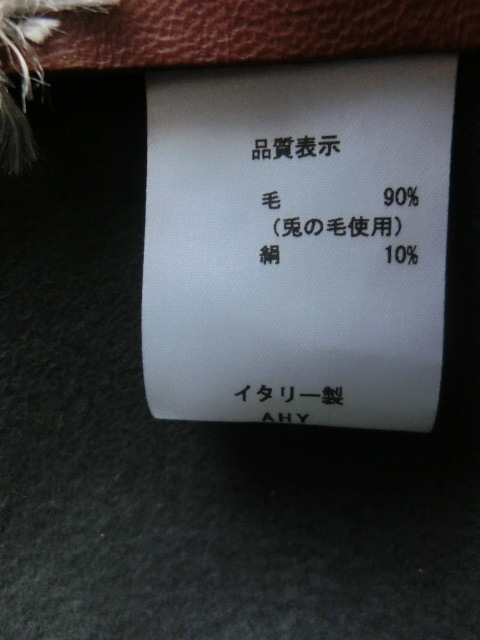 品質表示
毛 90%
（兎の毛使用）
絹 10%
イタリー製
AHY